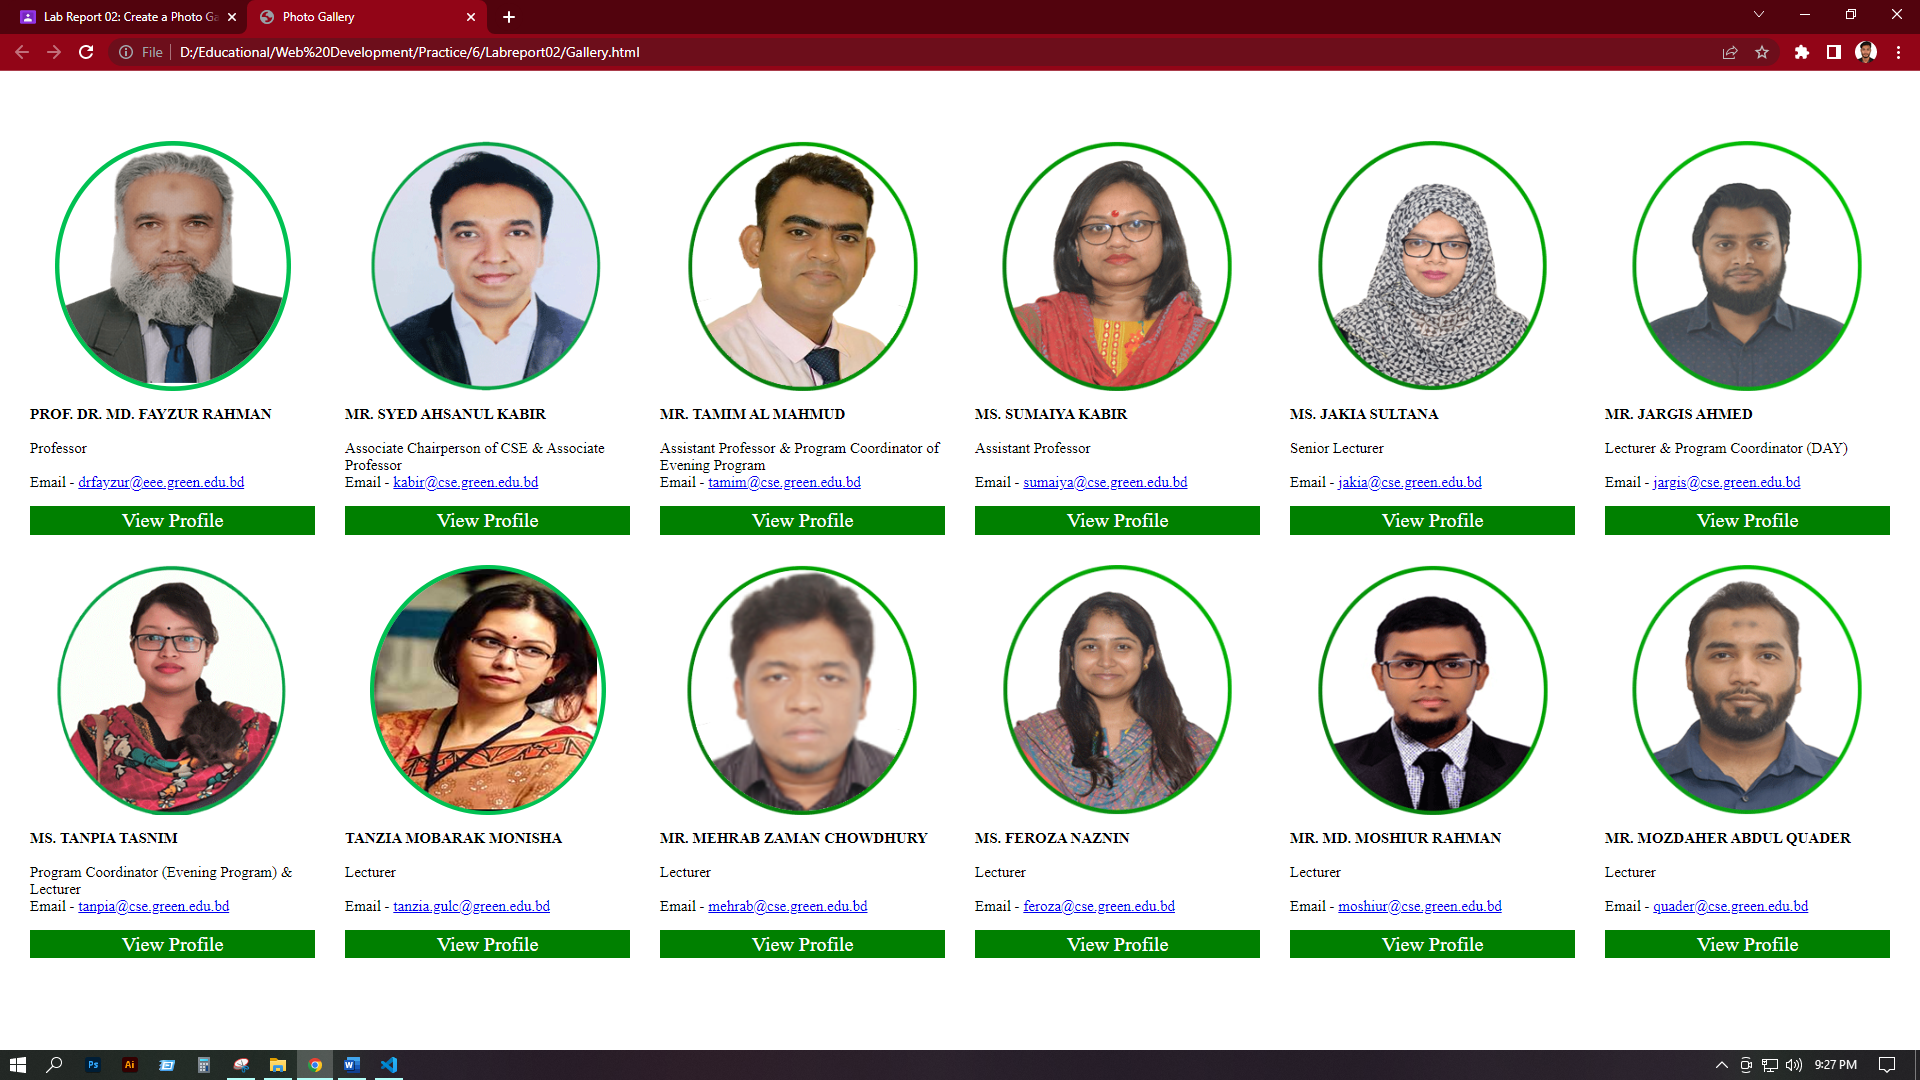 Lab Report 02: Create a Photo Ga
Photo Gallery
File
D:/Educational/Web%20Development/Practice/6/Labreport02/Gallery.html
PROF. DR. MD. FAYZUR RAHMAN
Professor
Email - drfayzur@eee.green.edu.bd
View Profile
MR. SYED AHSANUL KABIR
Associate Chairperson of CSE & Associate
Professor
Email - kabir@cse.green.edu.bd
View Profile
MR. TAMIM AL MAHMUD
Assistant Professor & Program Coordinator of
Evening Program
Email - tamim@cse.green.edu.bd
View Profile
MS. SUMAIYA KABIR
Assistant Professor
Email - sumaiya@cse.green.edu.bd
View Profile
MS. JAKIA SULTANA
Senior Lecturer
Email - jakia@cse.green.edu.bd
View Profile
MR. JARGIS AHMED
Lecturer & Program Coordinator (DAY)
Email - jargis@cse.green.edu.bd
View Profile
MS. TANPIA TASNIM
Program Coordinator (Evening Program) &
Lecturer
Email - tanpia@cse.green.edu.bd
View Profile
TANZIA MOBARAK MONISHA
Lecturer
Email - tanzia.gulc@green.edu.bd
View Profile
MR. MEHRAB ZAMAN CHOWDHURY
Lecturer
Email - mehrab@cse.green.edu.bd
View Profile
MS. FEROZA NAZNIN
Lecturer
Email - feroza@cse.green.edu.bd
View Profile
MR. MD. MOSHIUR RAHMAN
Lecturer
Email - moshiur@cse.green.edu.bd
View Profile
MR. MOZDAHER ABDUL QUADER
Lecturer
Email - quader@cse.green.edu.bd
View Profile
Ps
Ai
W
9:27 PM